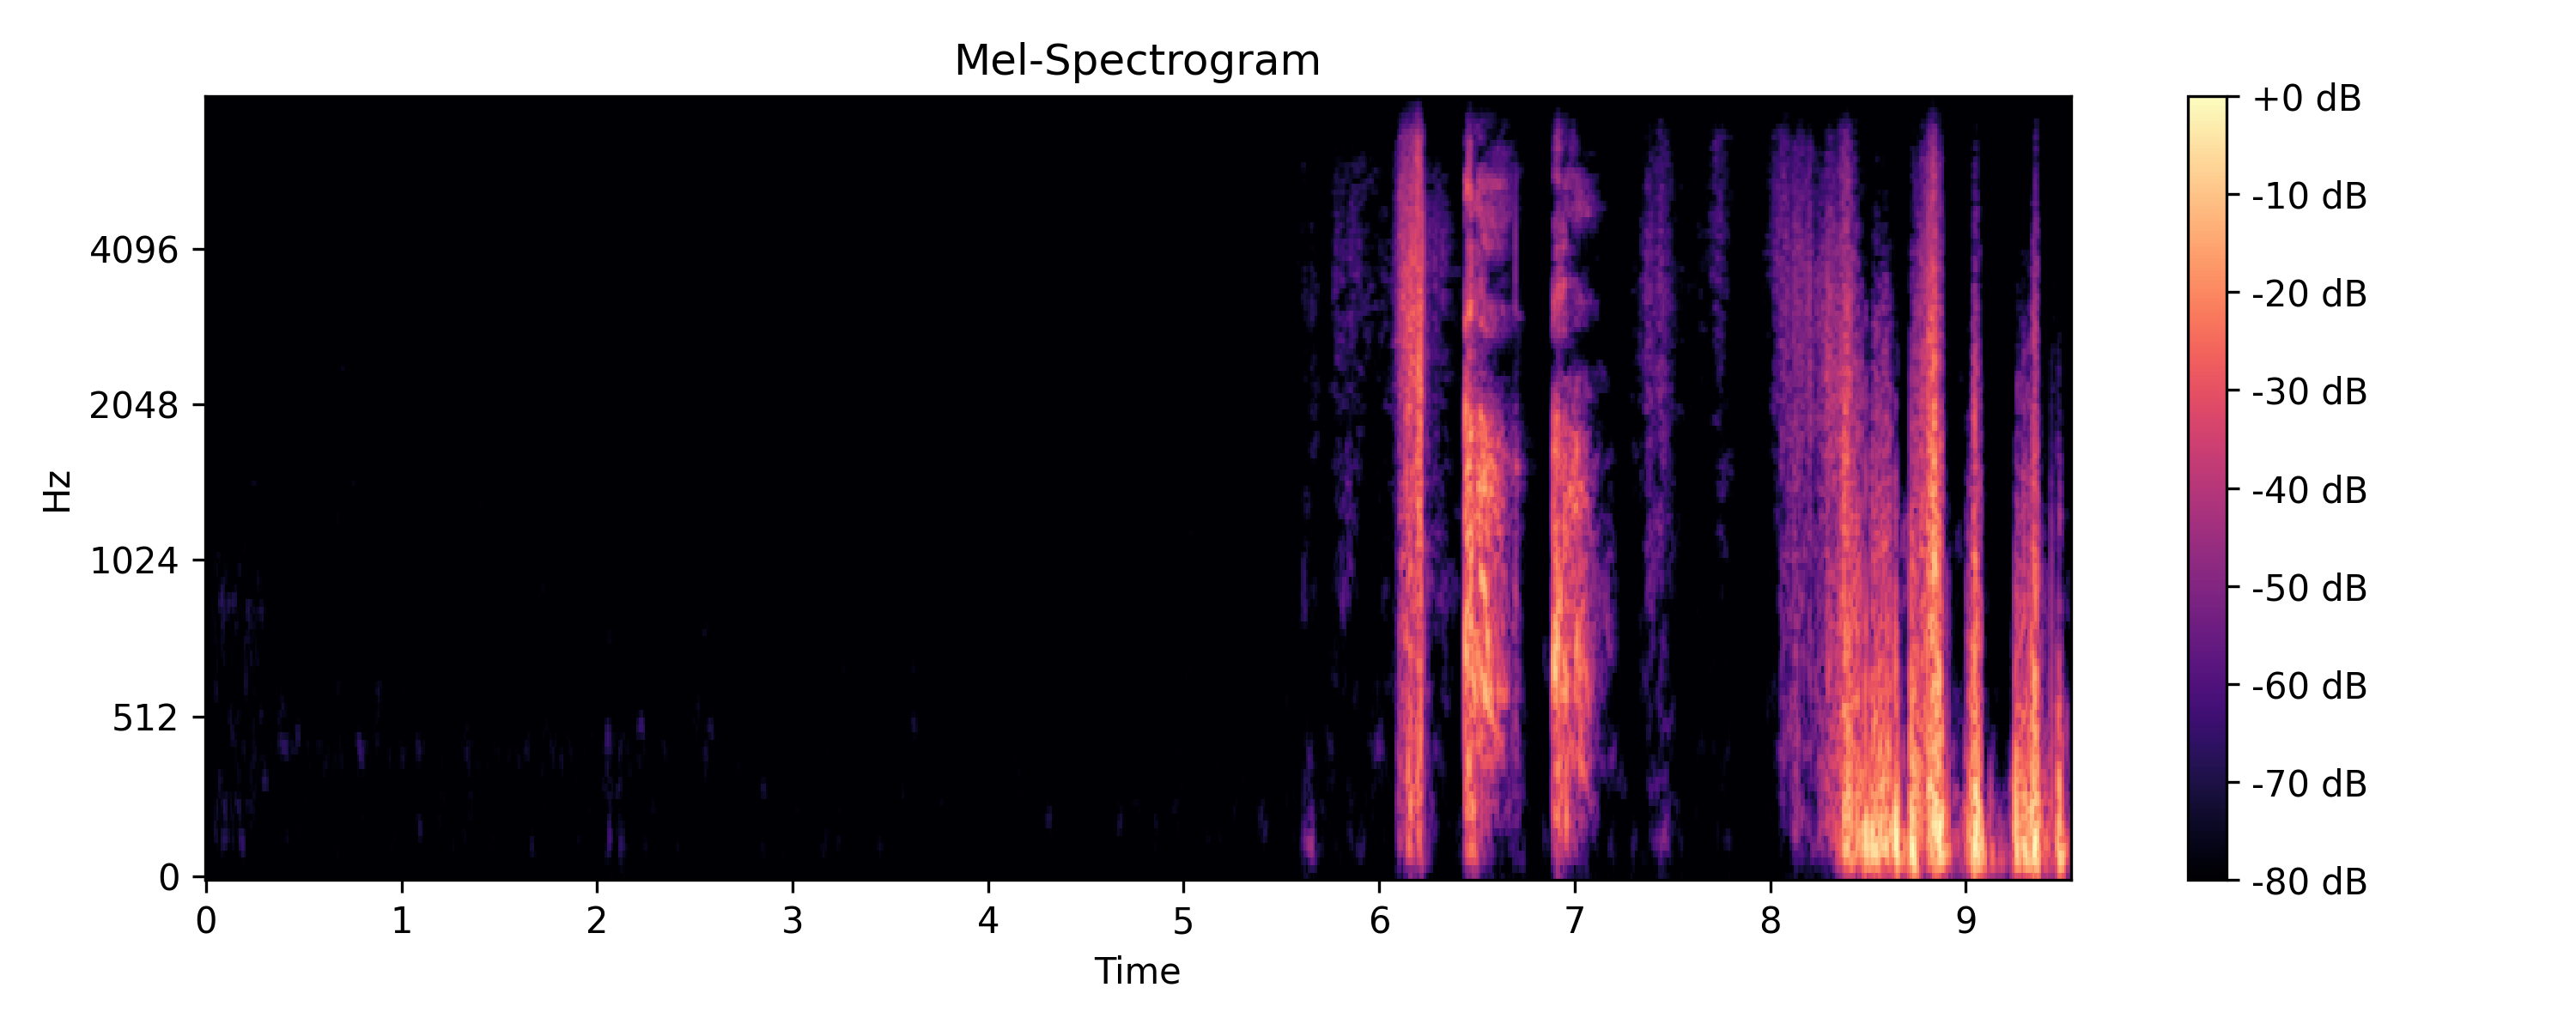 Mel-Spectrogram
+0 dB
-10 dB
-20 dB
-30 dB
-40 dB
-50 dB
-60 dB
-70 dB
-80 dB
Hz
4096
2048
1024
512
0
0 1 2 3 4 5 6 7 8 9
Time